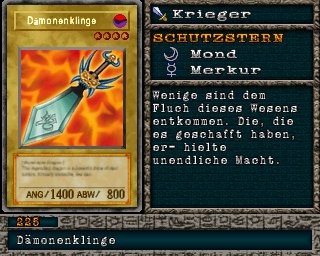 Dämonenklinge
ANG/ 1400 ABW/ 800
Krieger
SCHUTZSTERN
Mond
Merkur
Wenige sind dem
Fluch dieses Wesens
entkommen. Die, die
es geschafft haben,
er- hielte
unendliche Macht.
225
Dämonenklinge